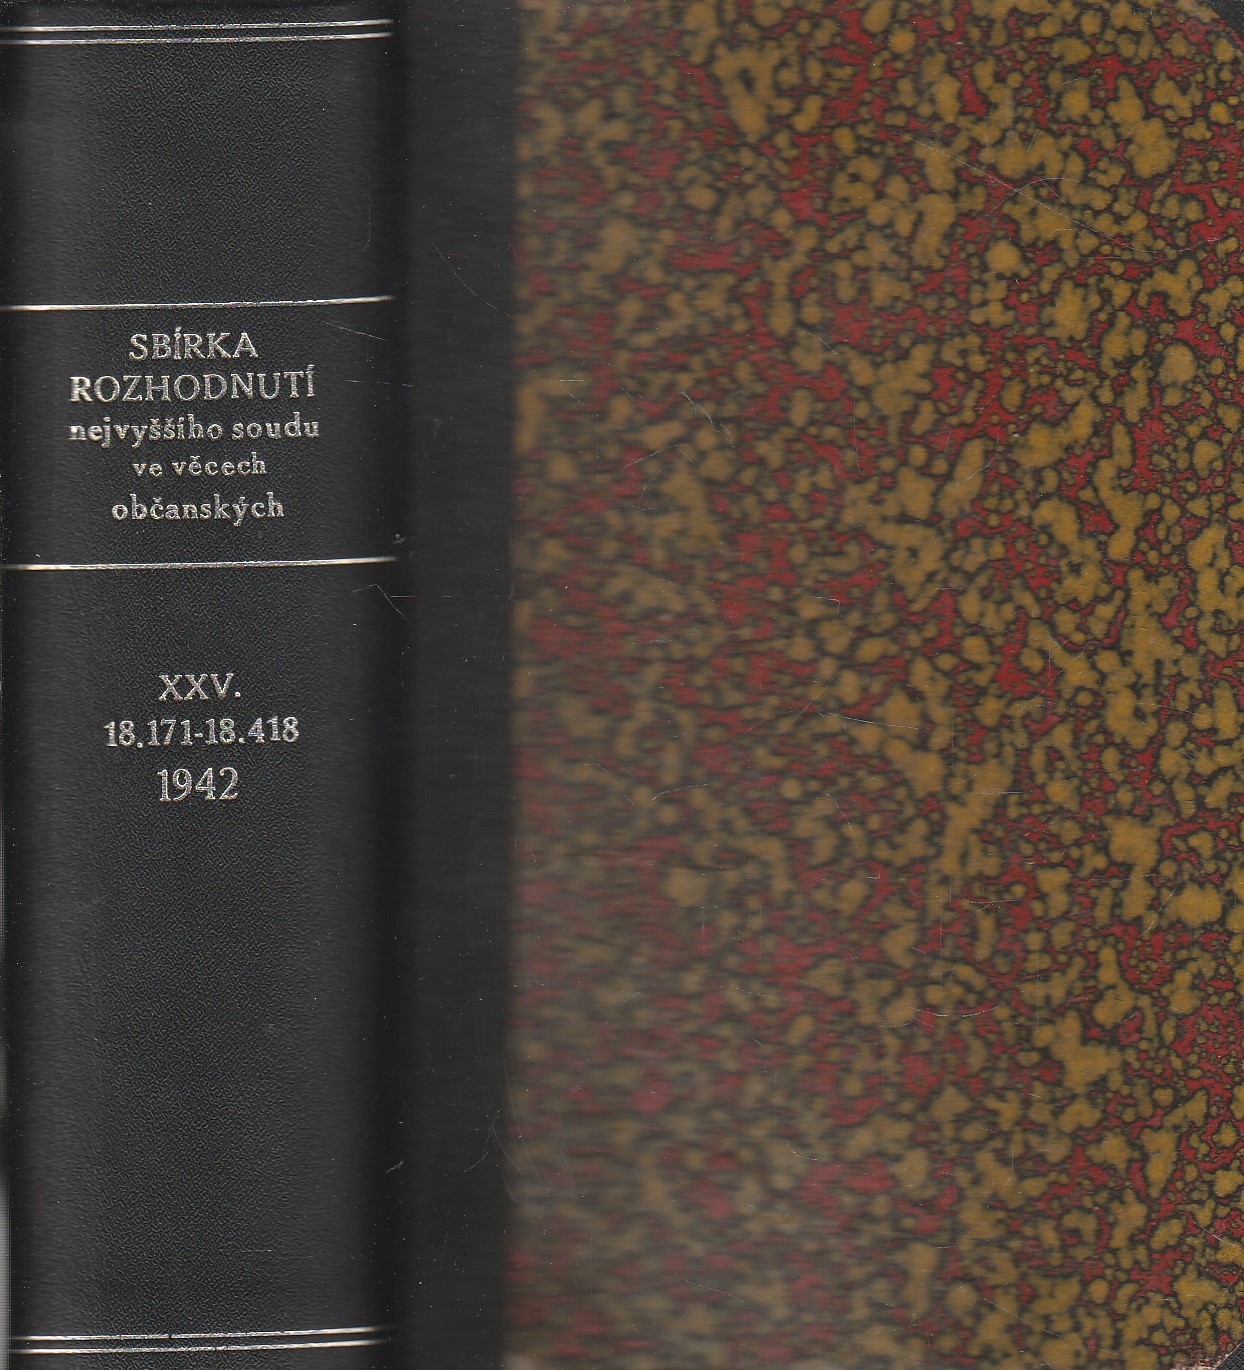 SBÍRKA
ROZHODNUTÍ
nejvyššího soudu
ve věcech
občanských
XXV.
18.171-18.418
1942